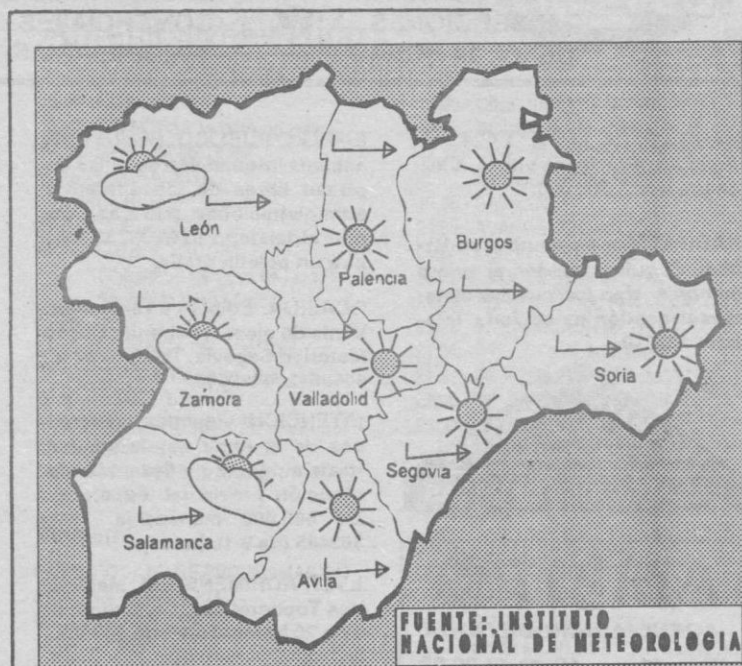 León
Palencia
Burgos
Zamora
Valladolid
Soria
Segovia
Salamanca
Avila
FUENTE: INSTITUTO
NACIONAL DE METEOROLOGIA